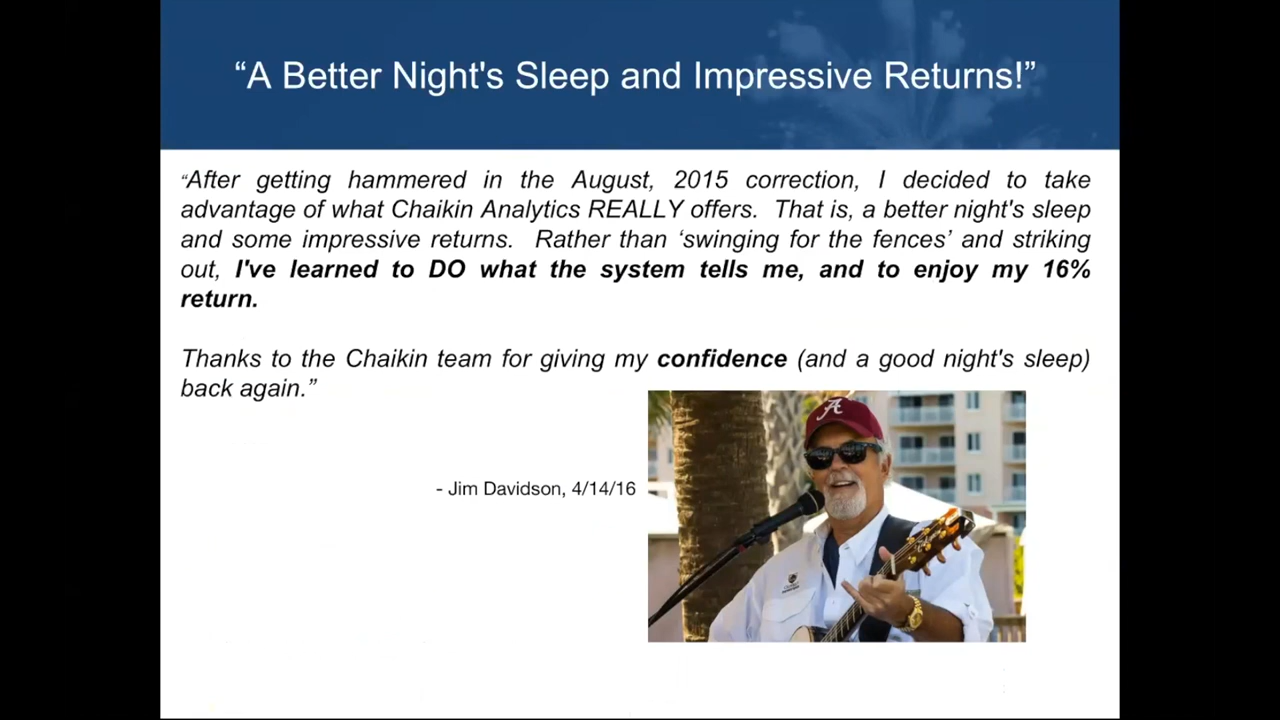 “A Better Night's Sleep and Impressive Returns!”
“After getting hammered in the August, 2015 correction, I decided to take
advantage of what Chaikin Analytics REALLY offers. That is, a better night's sleep
and some impressive returns. Rather than ‘swinging for the fences’ and striking
out, I've learned to DO what the system tells me, and to enjoy my 16%
return.
Thanks to the Chaikin team for giving my confidence (and a good night's sleep)
back again.”
- Jim Davidson, 4/14/16
A